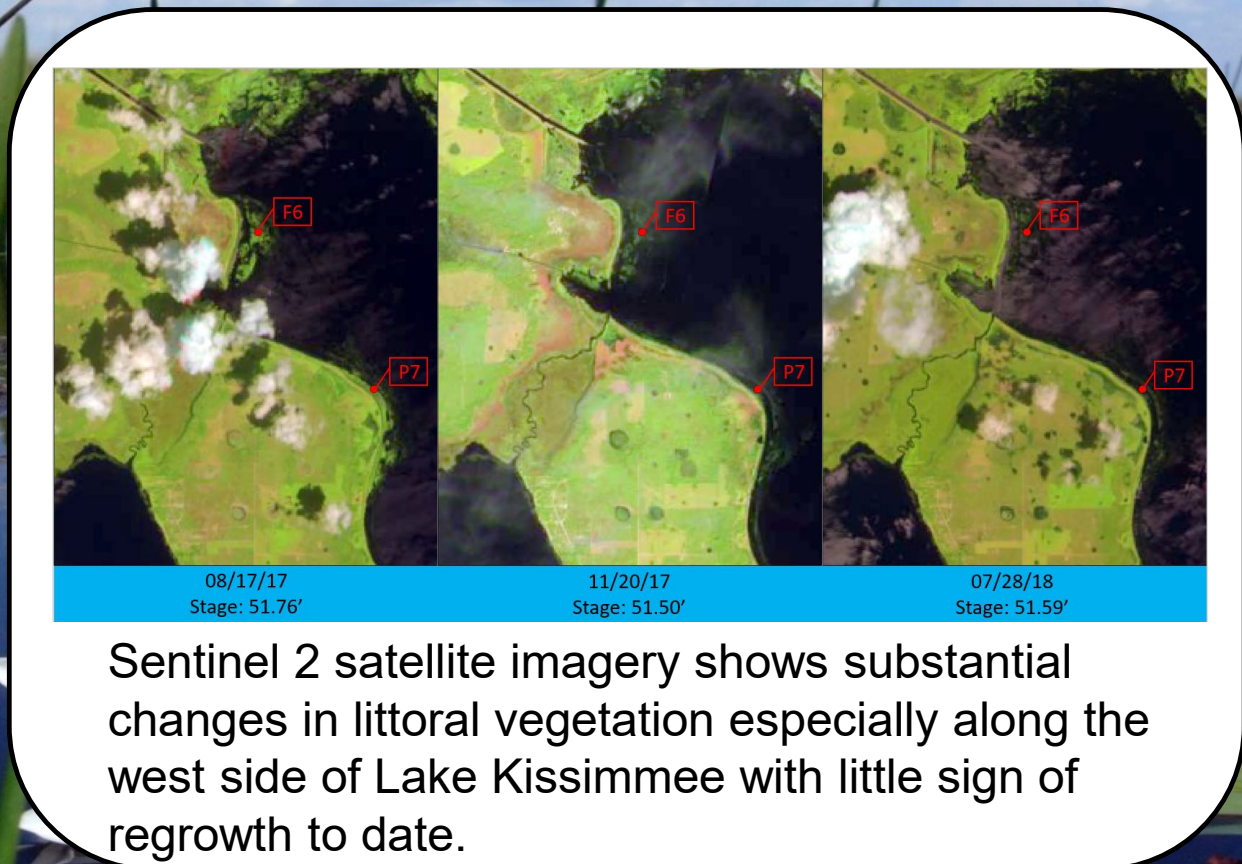 F6
F6
F6
P7
P7
P7
08/17/17
Stage: 51.76’
11/20/17
Stage: 51.50’
07/28/18
Stage: 51.59’
Sentinel 2 satellite imagery shows substantial
changes in littoral vegetation especially along the
west side of Lake Kissimmee with little sign of
regrowth to date.